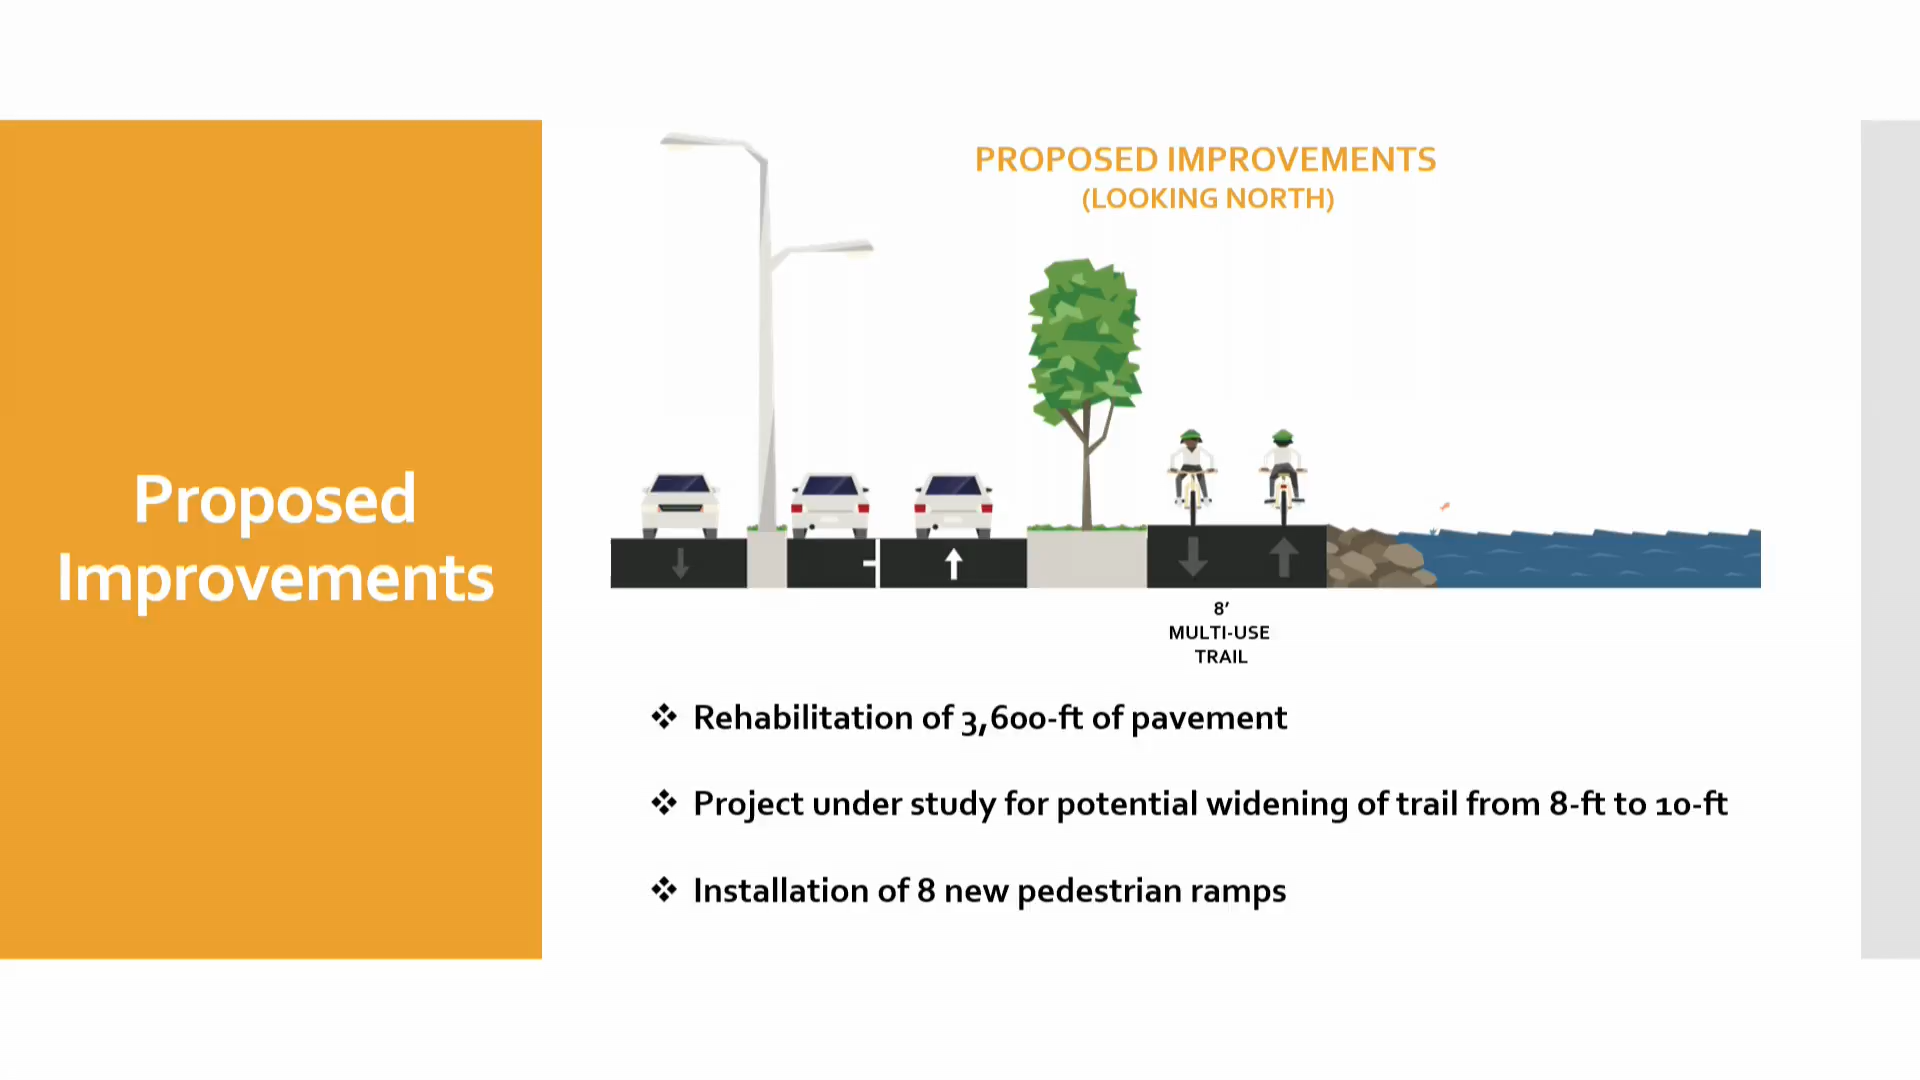 Proposed
Improvements
PROPOSED IMPROVEMENTS
(LOOKING NORTH)
8’
MULTI-USE
TRAIL
❖ Rehabilitation of 3,600-ft of pavement
❖ Project under study for potential widening of trail from 8-ft to 10-ft
❖ Installation of 8 new pedestrian ramps